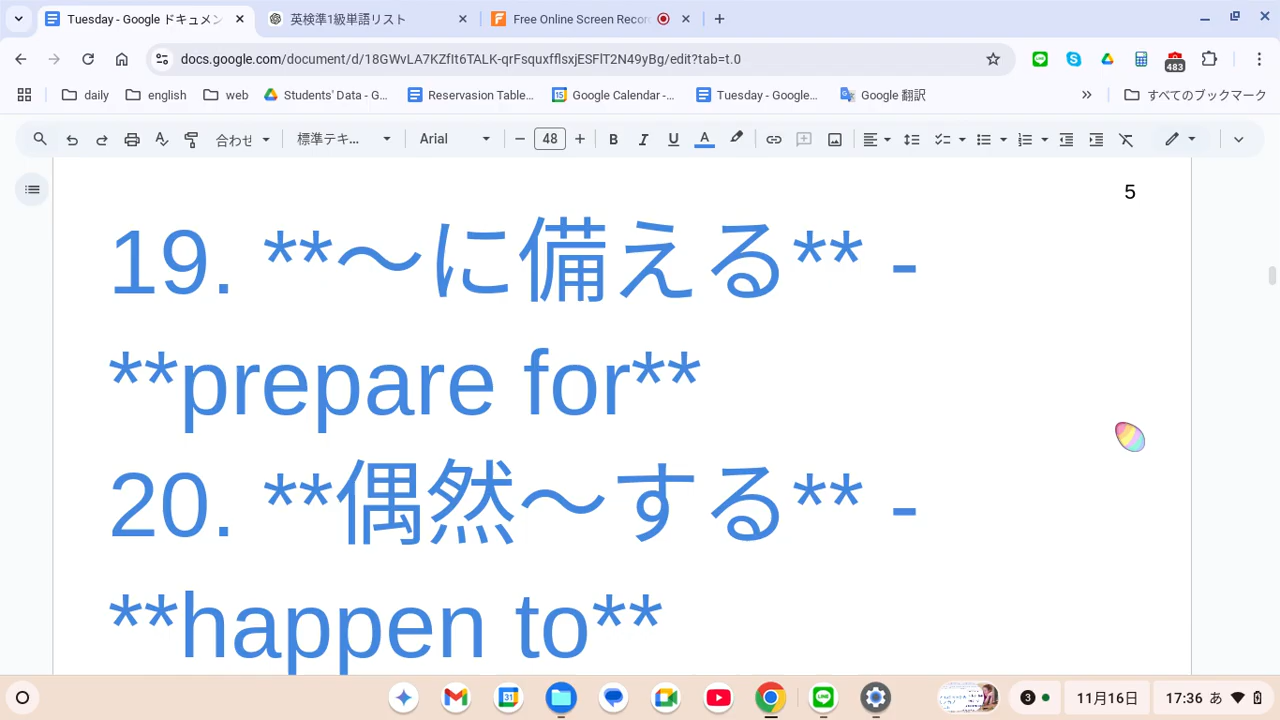 Tuesday - Google ドキュメン
英検準1級単語リスト
Free Online Screen Recor
docs.google.com/document/d/18GWvLA7KZfIt6TALK-qrFsquxfflsxjESFlT2N49yBg/edit?tab=t.0
483
daily
english
web
Students' Data - G...
Reservasion Table...
Google Calendar -...
Tuesday - Google...
Google 翻訳
»
すべてのブックマーク
合わせ
標準テキ...
Arial
48
B I U A
5
19. **〜に備える** -
**prepare for**
20. **偶然〜する** -
**happen to**
31
3
11月16日
17:36 あ